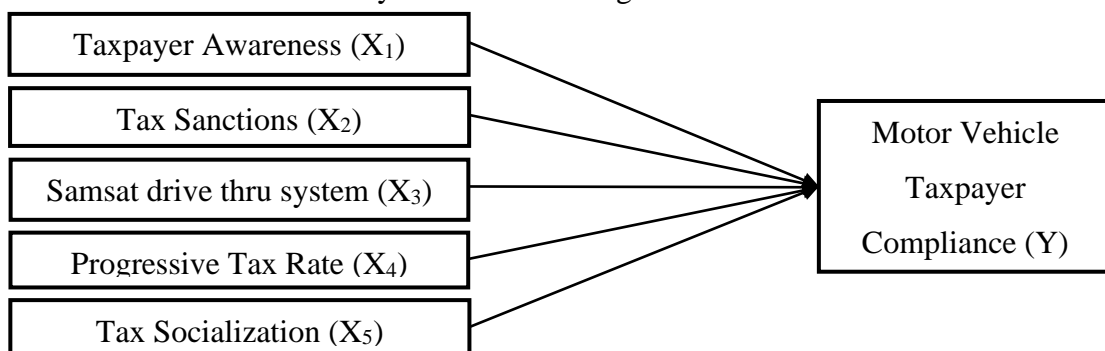 Taxpayer Awareness (X1)
Tax Sanctions (X2)
Samsat drive thru system (X3)
Progressive Tax Rate (X4)
Tax Socialization (X5)
Motor Vehicle
Taxpayer
Compliance (Y)